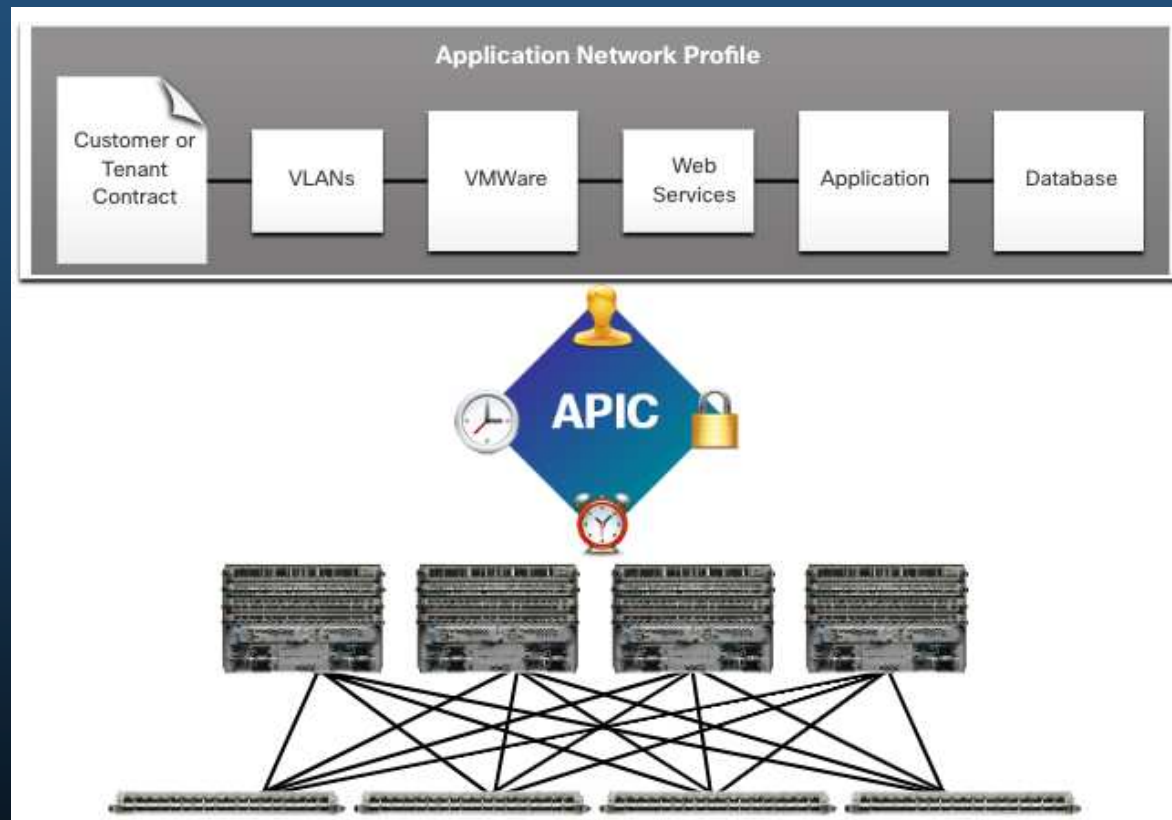 Application Network Profile
Customer or
Tenant
Contract
VLANs
VMWare
Web
Services
Application
Database
APIC